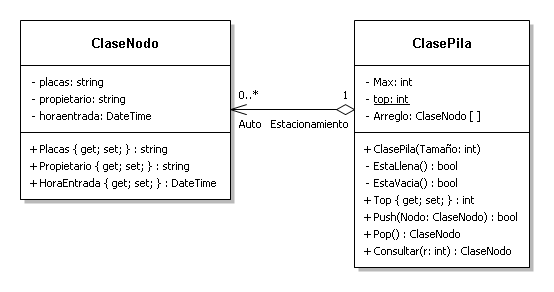 ClaseNodo
- placas: string
- propietario: string
- horaentrada: DateTime
+ Placas { get; set; } : string
+ Propietario { get; set; } : string
+ HoraEntrada { get; set; } : DateTime
0..*
1
Auto
Estacionamiento
ClasePila
- Max: int
- top: int
- Arreglo: ClaseNodo [ ]
+ ClasePila(Tamaño: int)
- EstaLlena() : bool
- EstaVacia() : bool
+ Top { get; set; } : int
+ Push(Nodo: ClaseNodo) : bool
+ Pop() : ClaseNodo
+ Consultar(r: int) : ClaseNodo